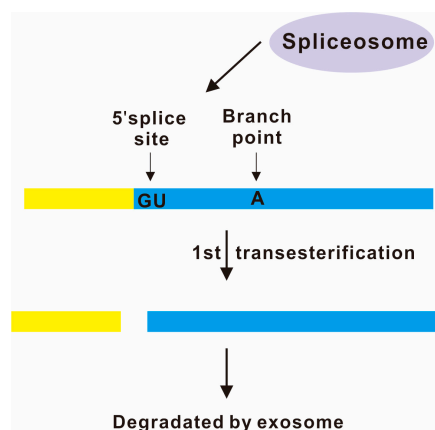 Spliceosome
5'splice
site
Branch
point
GU
A
1st transesterification
Degradated by exosome